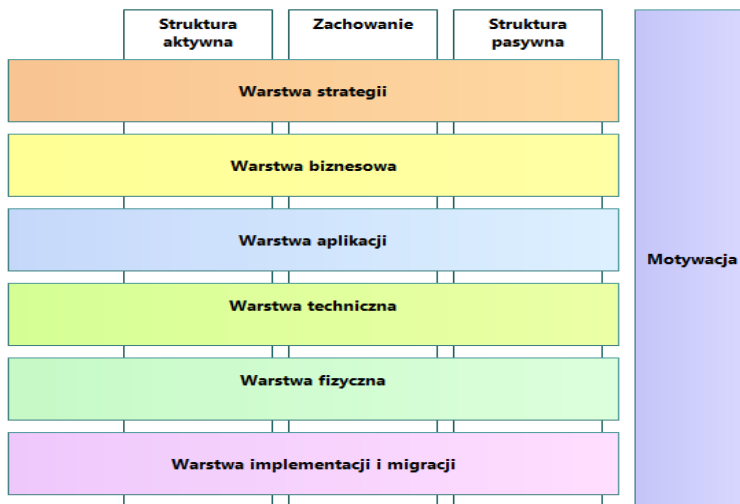 Struktura
aktywna
Zachowanie
Struktura
pasywna
Warstwa strategii
Warstwa biznesowa
Warstwa aplikacji
Motywacja
Warstwa techniczna
Warstwa fizyczna
Warstwa implementacji i migracji